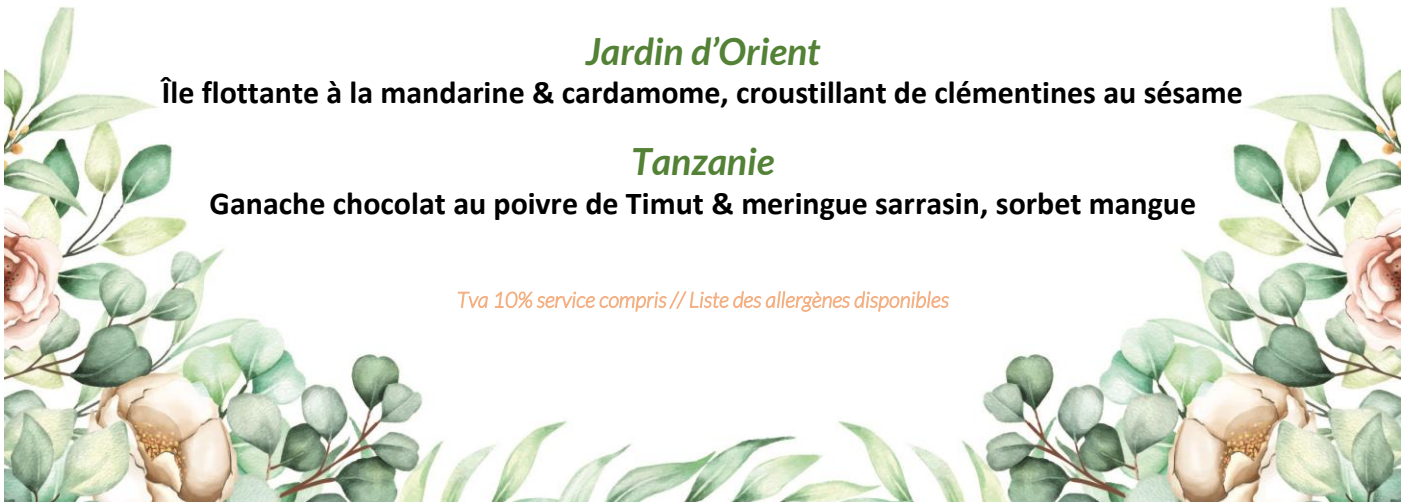 Jardin d’Orient
Île flottante à la mandarine & cardamome, croustillant de clémentines au sésame
Tanzanie
Ganache chocolat au poivre de Timut & meringue sarrasin, sorbet mangue
Tva 10% service compris // Liste des allergènes disponibles